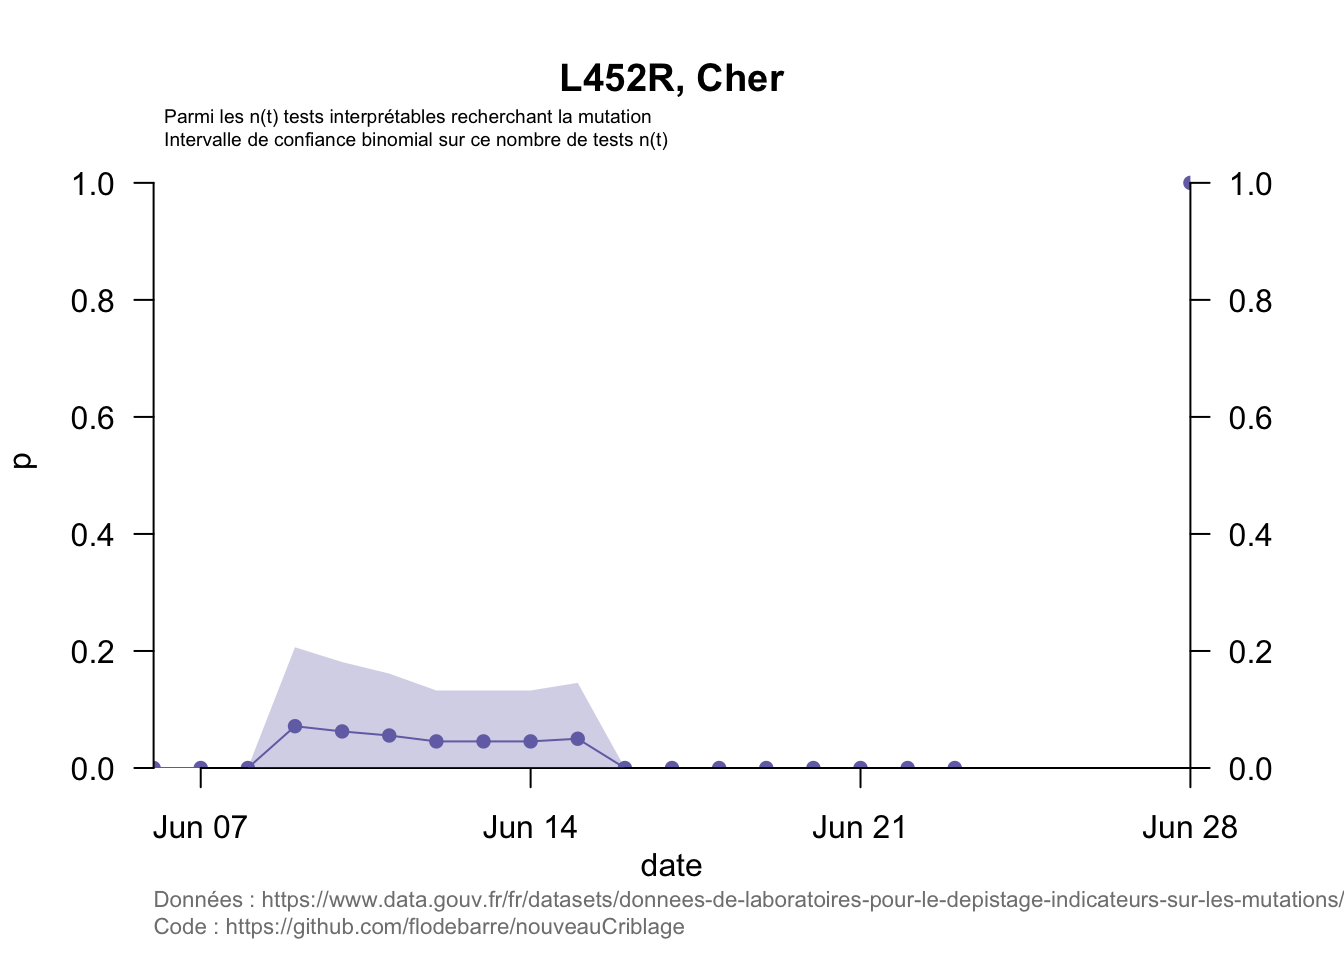 L452R, Cher
Parmi les n(t) tests interprétables recherchant la mutation
Intervalle de confiance binomial sur ce nombre de tests n(t)
1.0 1.0
0.8 0.8
0.6 0.6
p
0.4 0.4
0.2 0.2
0.0 0.0
Jun 07 Jun 14 Jun 21 Jun 28
date
Données : https://www.data.gouv.fr/fr/datasets/donnees-de-laboratoires-pour-le-depistage-indicateurs-sur-les-mutations/
Code : https://github.com/flodebarre/nouveauCriblage